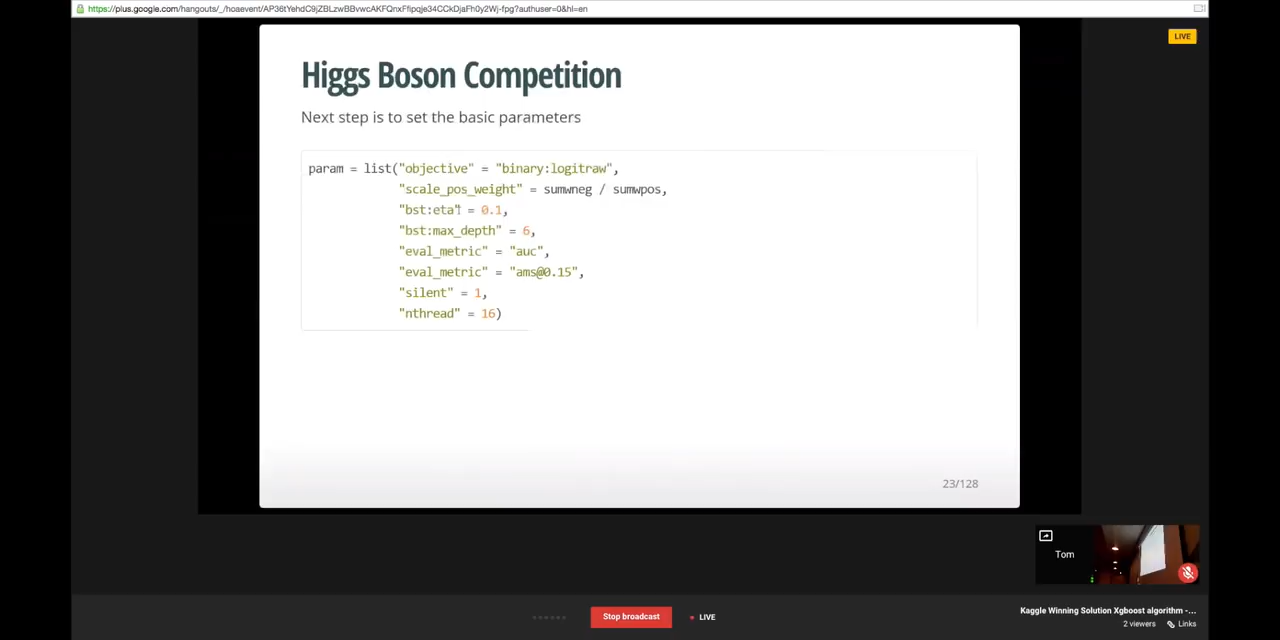 https://plus.google.com/hangouts/_/hoaevent/AP36tYehdC9jZBLzwBBvwcAKFQnxFfipqje34CCkDjaFh0y2Wj-fpg?authuser=0&hl=en
LIVE
Higgs Boson Competition
Next step is to set the basic parameters
param = list("objective" = "binary:logitraw",
"scale_pos_weight" = sumwneg / sumwpos,
"bst:eta" = 0.1,
"bst:max_depth" = 6,
"eval_metric" = "auc",
"eval_metric" = "ams@0.15",
"silent" = 1,
"nthread" = 16)
23/128
Tom
Kaggle Winning Solution Xgboost algorithm -...
Stop broadcast
LIVE
2 viewers
Links